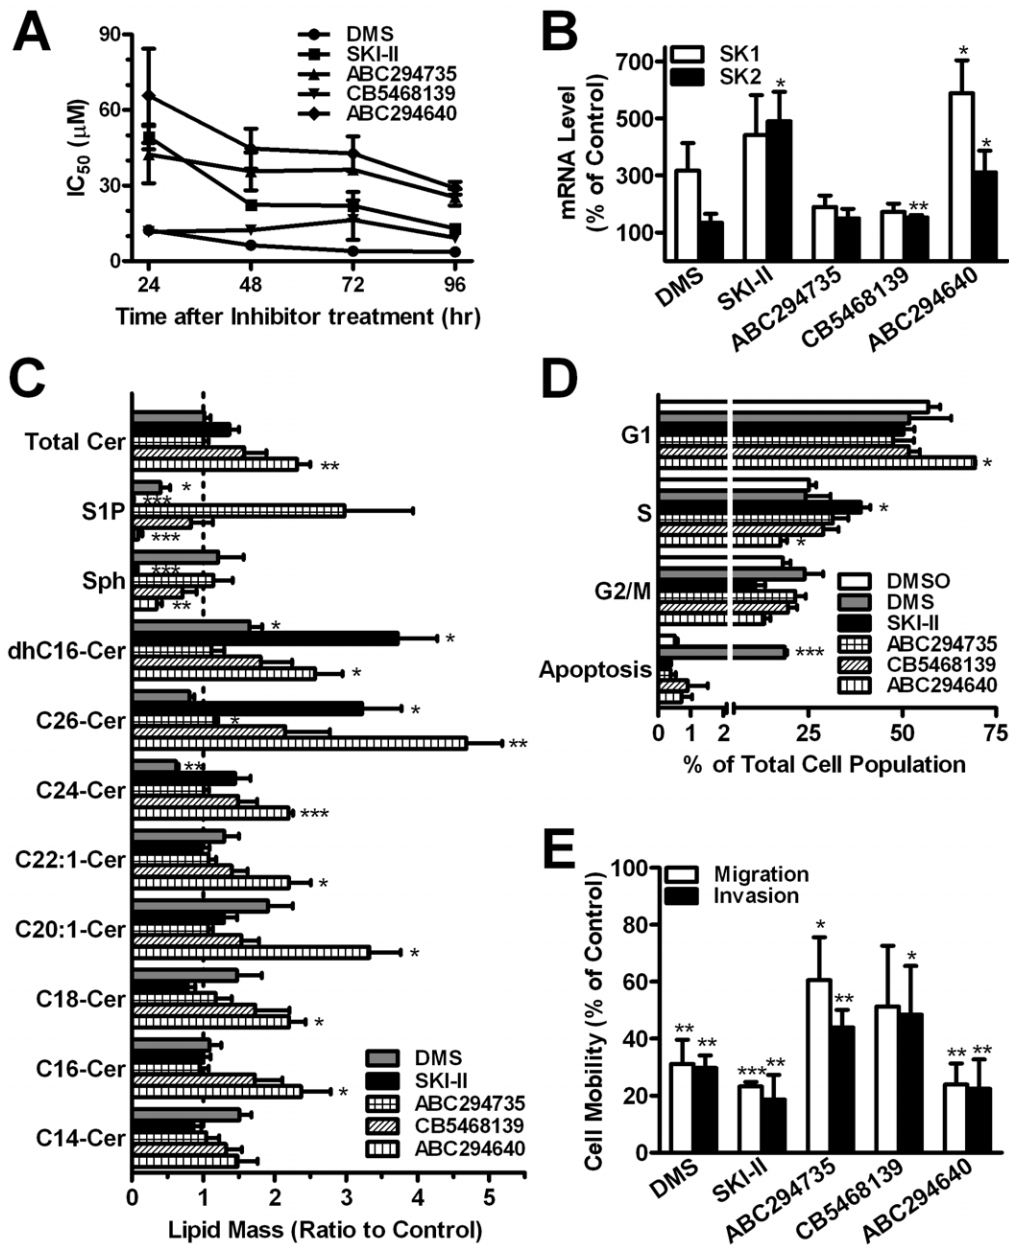 A
90
60
30
0
IC50 (µM)
24 48 72 96
Time after Inhibitor treatment (hr)
DMS
SKI-II
ABC294735
CB5468139
ABC294640
B
700
500
300
100
mRNA Level
(% of Control)
SK1
SK2
*
*
*
**
DMS
SKI-II
ABC294735
CB5468139
ABC294640
C
Total Cer
**
S1P
*
***
***
Sph
***
**
dhC16-Cer
*
*
*
C26-Cer
*
*
**
C24-Cer
**
***
C22:1-Cer
*
C20:1-Cer
*
C18-Cer
*
C16-Cer
*
C14-Cer
DMS
SKI-II
ABC294735
CB5468139
ABC294640
0 1 2 3 4 5
Lipid Mass (Ratio to Control)
D
G1
*
S
*
*
G2/M
Apoptosis
***
DMSO
DMS
SKI-II
ABC294735
CB5468139
ABC294640
0 1 2 25 50 75
% of Total Cell Population
E
100
80
60
40
20
0
Cell Mobility (% of Control)
Migration
Invasion
**
**
***
**
*
**
*
**
**
DMS
SKI-II
ABC294735
CB5468139
ABC294640